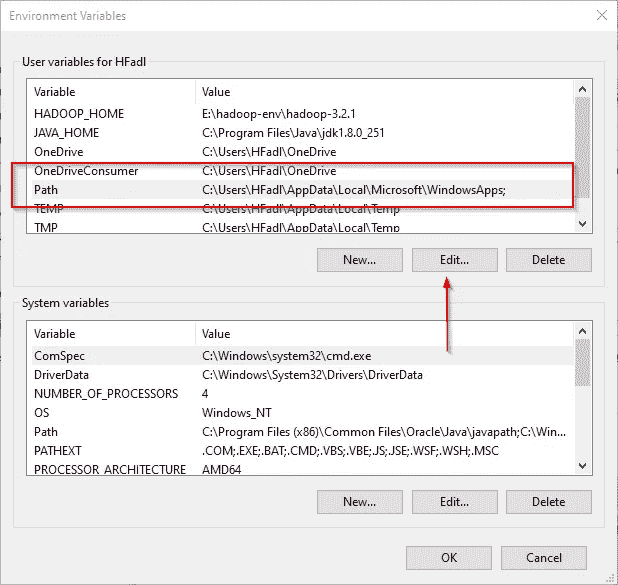 Environment Variables
User variables for HFadl
Variable Value
HADOOP_HOME E:\hadoop-env\hadoop-3.2.1
JAVA_HOME C:\Program Files\Java\jdk1.8.0_251
OneDrive C:\Users\HFadl\OneDrive
OneDriveConsumer C:\Users\HFadl\OneDrive
Path C:\Users\HFadl\AppData\Local\Microsoft\WindowsApps;
TEMP C:\Users\HFadl\AppData\Local\Temp
TMP C:\Users\HFadl\AppData\Local\Temp
New... Edit... Delete
System variables
Variable Value
ComSpec C:\Windows\system32\cmd.exe
DriverData C:\Windows\System32\Drivers\DriverData
NUMBER_OF_PROCESSORS 4
OS Windows_NT
Path C:\Program Files (x86)\Common Files\Oracle\Java\javapath;C:\Win...
PATHEXT .COM;.EXE;.BAT;.CMD;.VBS;.VBE;.JS;.JSE;.WSF;.WSH;.MSC
PROCESSOR_ARCHITECTURE AMD64
New... Edit... Delete
OK Cancel